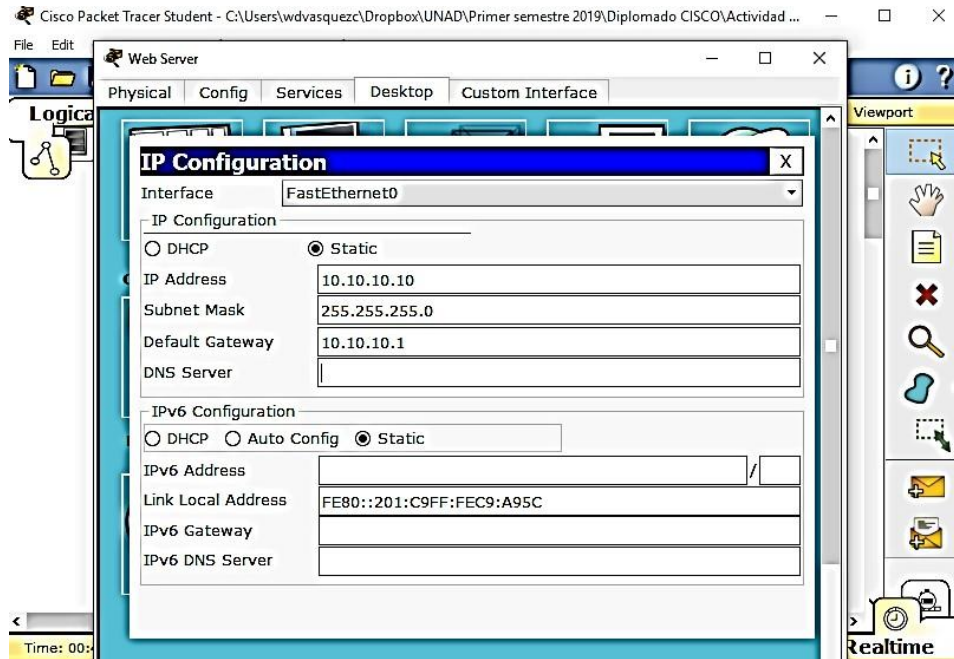 Cisco Packet Tracer Student - C:\Users\wdvasquezc\Dropbox\UNAD\Primer semestre 2019\Diplomado CISCO\Actividad ...
File Edit
Web Server
Physical Config Services Desktop Custom Interface
Logica
Viewport
IP Configuration X
Interface FastEthernet0
IP Configuration
DHCP Static
IP Address 10.10.10.10
Subnet Mask 255.255.255.0
Default Gateway 10.10.10.1
DNS Server
IPv6 Configuration
DHCP Auto Config Static
IPv6 Address /
Link Local Address FE80::201:C9FF:FEC9:A95C
IPv6 Gateway
IPv6 DNS Server
Time: 00: Realtime